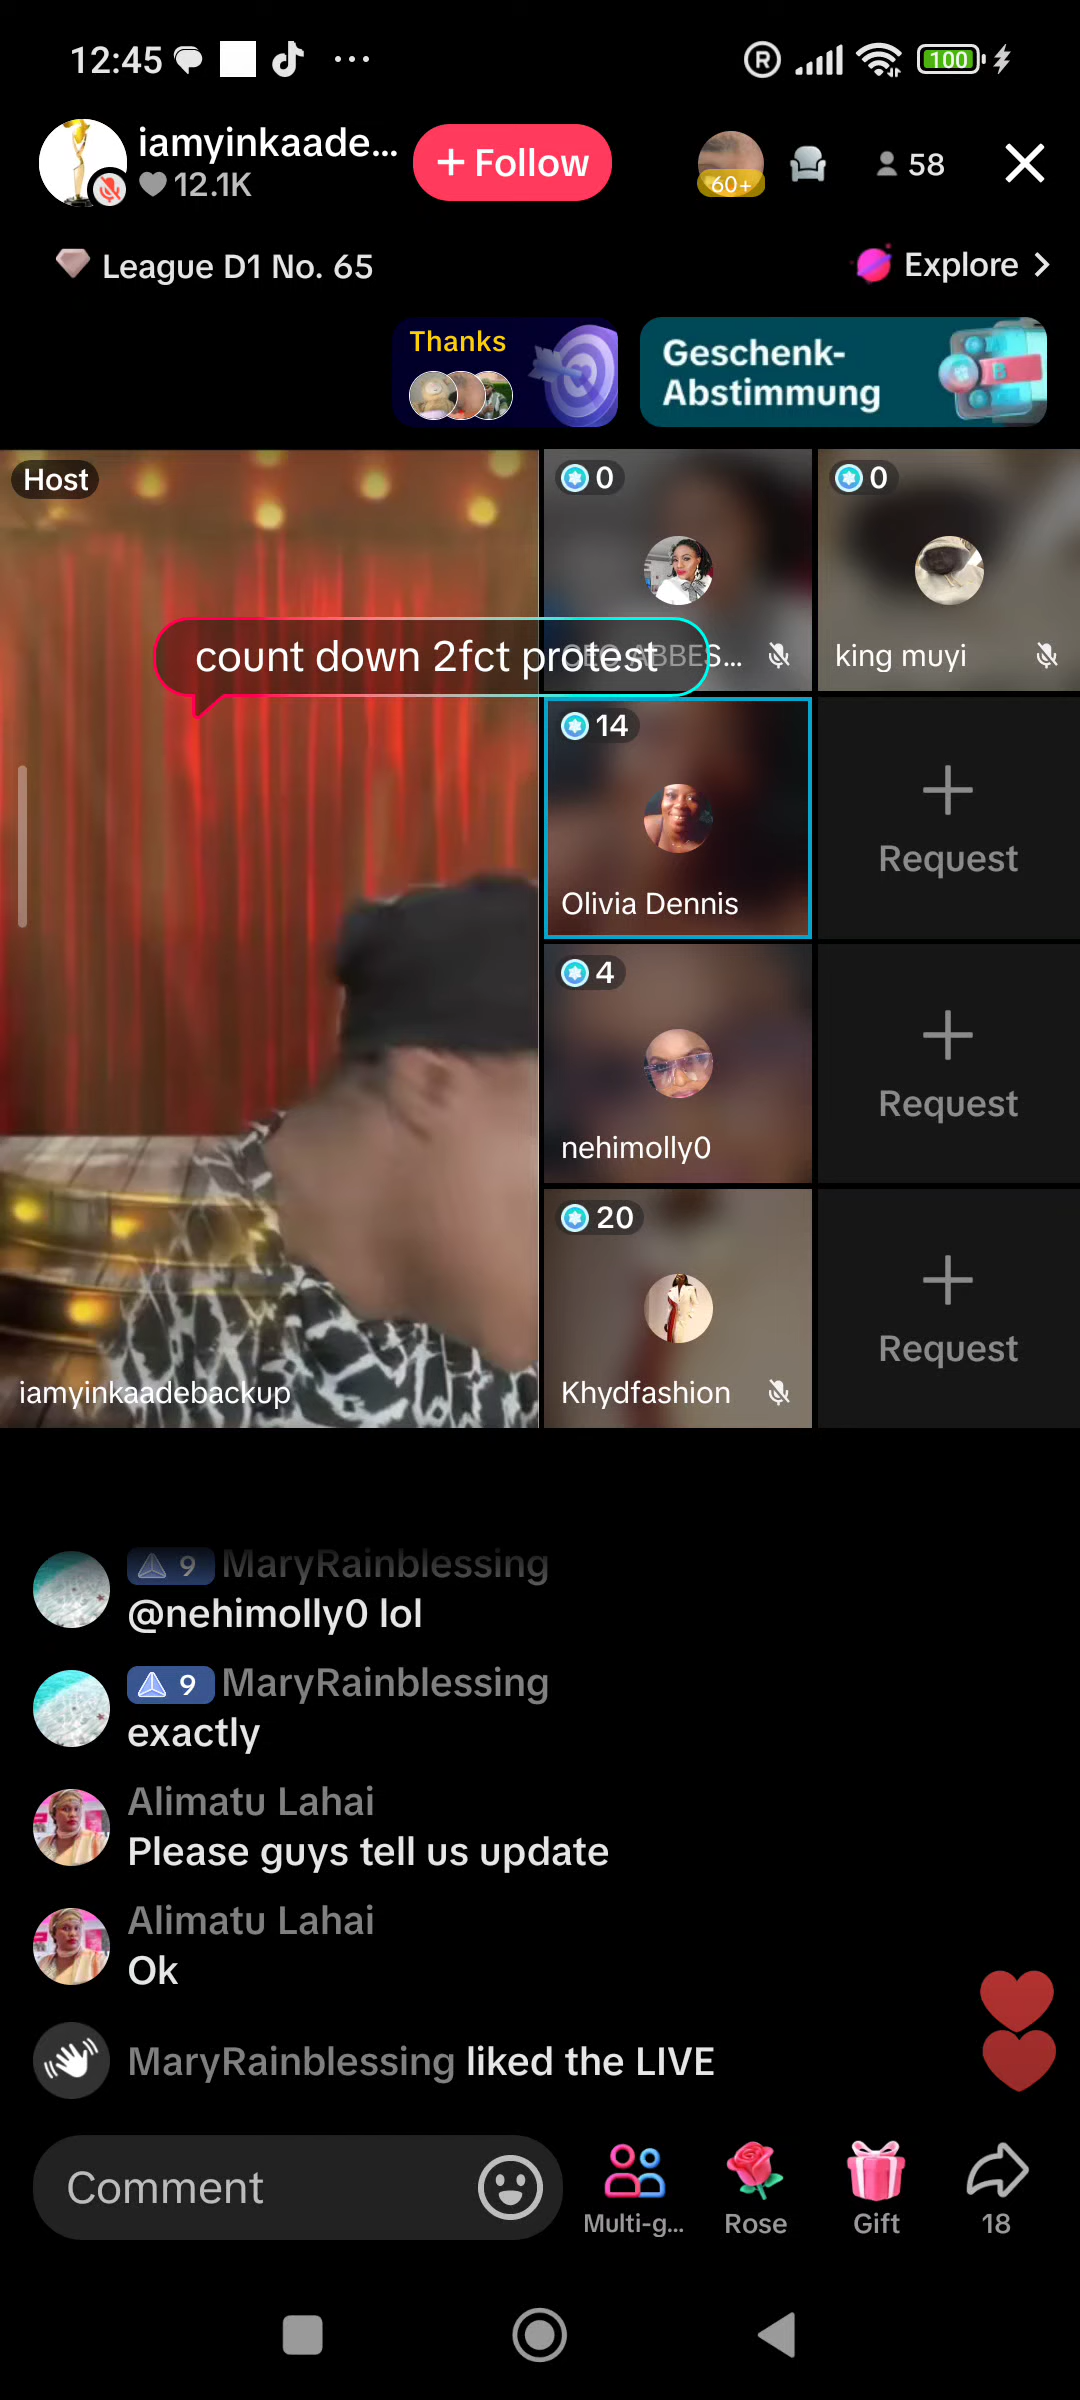 12:45
100
iamyinkaade...
12.1K
+ Follow
60+
58
League D1 No. 65
Explore
Thanks
Geschenk-
Abstimmung
Host
0
0
count down 2fct protest
king muyi
14
Request
Olivia Dennis
4
Request
nehimolly0
20
Request
iamyinkaadebackup
Khydfashion
9 MaryRainblessing
@nehimolly0 lol
9 MaryRainblessing
exactly
Alimatu Lahai
Please guys tell us update
Alimatu Lahai
Ok
MaryRainblessing liked the LIVE
Comment
Multi-g...
Rose
Gift
18